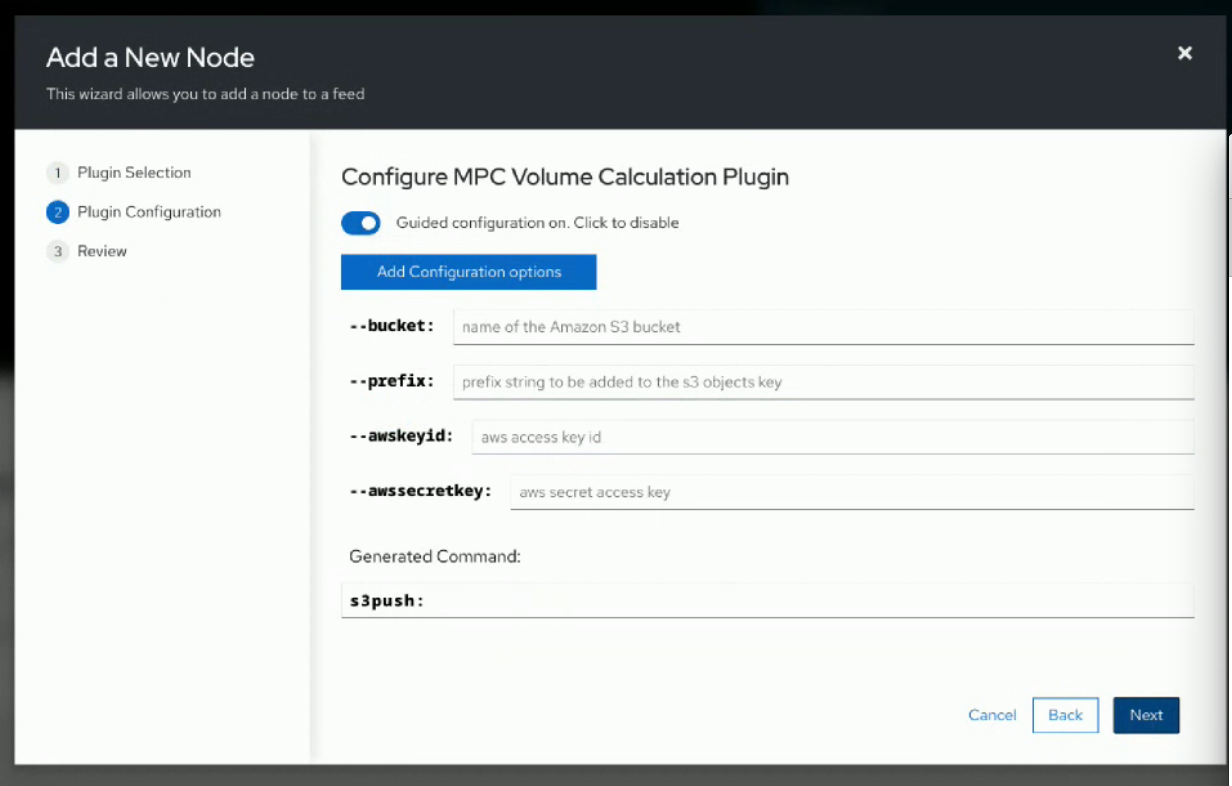 Add a New Node
This wizard allows you to add a node to a feed
1 Plugin Selection
2 Plugin Configuration
3 Review
Configure MPC Volume Calculation Plugin
Guided configuration on. Click to disable
Add Configuration options
--bucket: name of the Amazon S3 bucket
--prefix: prefix string to be added to the s3 objects key
--awskeyid: aws access key id
--awssecretkey: aws secret access key
Generated Command:
s3push:
Cancel Back Next